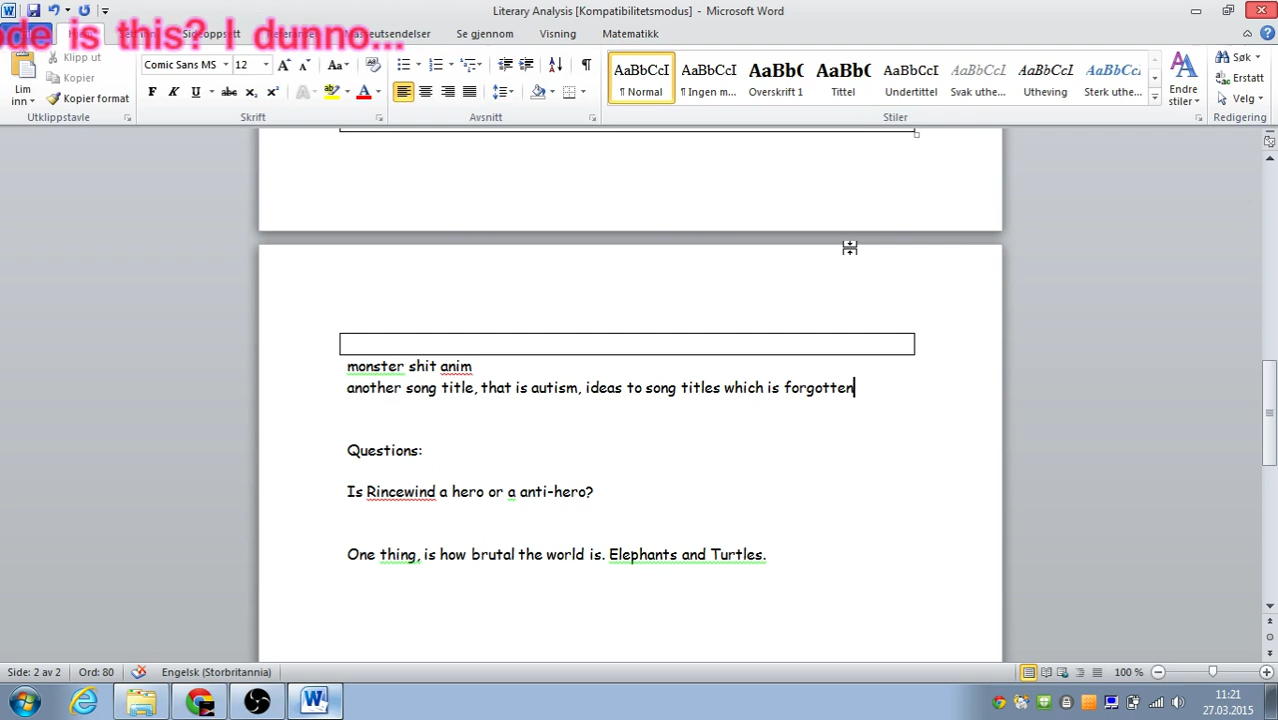 Literary Analysis [Kompatibilitetsmodus] - Microsoft Word
ode is this? I dunno...
Referanser Masseutsendelser Se gjennom Visning Matematikk
Lim inn
Klipp ut
Kopier
Kopier format
Utklippstavle
Comic Sans MS 12
Skrift
Avsnitt
AaBbCcI AaBbCcI AaBbC AaBbCc AaBbCcI AaBbCcI AaBbCcI AaBbCcI
¶ Normal ¶ Ingen m... Overskrift 1 Tittel Undertittel Svak uthe... Utheving Sterk uthe...
Stiler
Endre stiler
Søk
Erstatt
Velg
Redigering
monster shit anim
another song title, that is autism, ideas to song titles which is forgotten
Questions:
Is Rincewind a hero or a anti-hero?
One thing, is how brutal the world is. Elephants and Turtles.
Side: 2 av 2 Ord: 80 Engelsk (Storbritannia) 100 %
11:21
27.03.2015